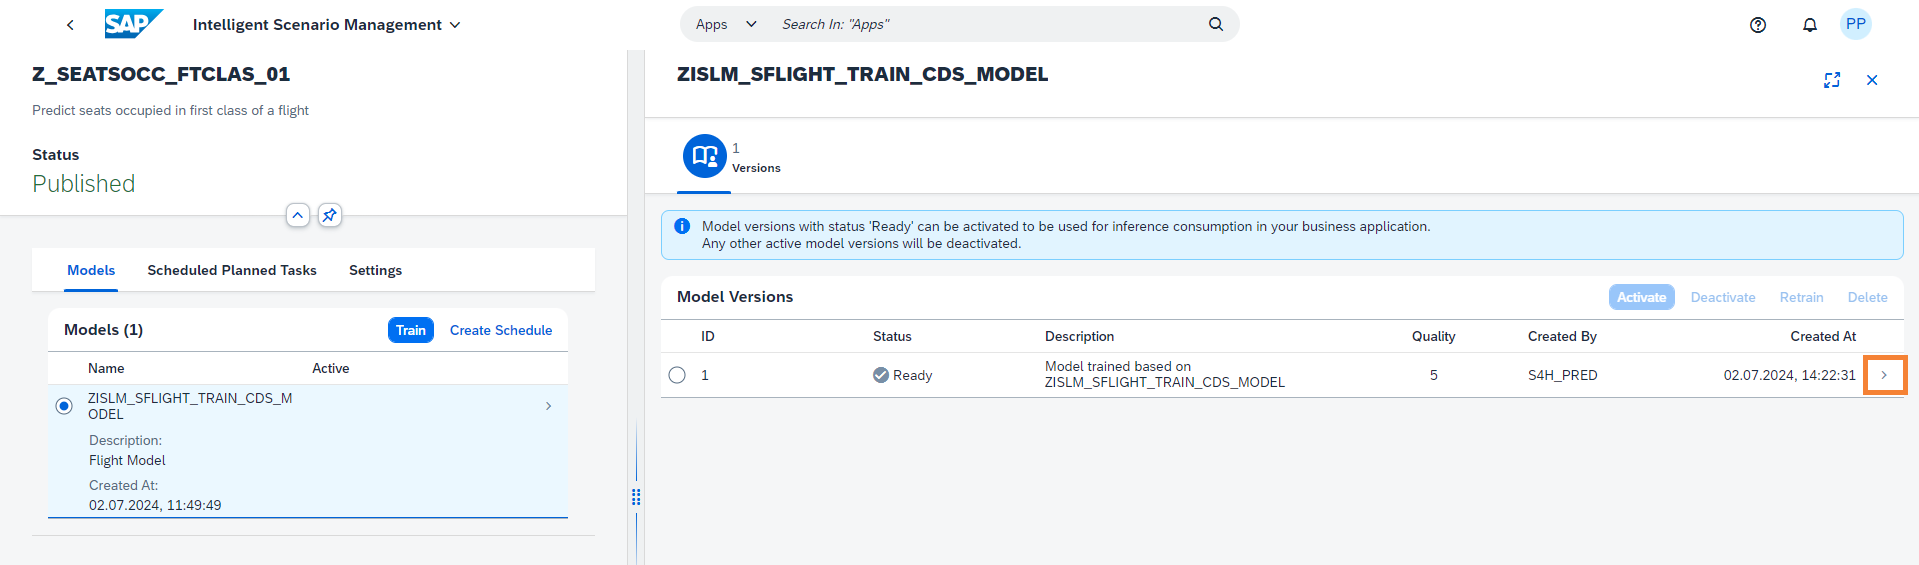 SAP
Intelligent Scenario Management
Apps
Search In: "Apps"
PP
Z_SEATSOCC_FTCLAS_01
Predict seats occupied in first class of a flight
Status
Published
Models
Scheduled Planned Tasks
Settings
Models (1)
Train
Create Schedule
Name
Active
ZISLM_SFLIGHT_TRAIN_CDS_M
ODEL
Description:
Flight Model
Created At:
02.07.2024, 11:49:49
ZISLM_SFLIGHT_TRAIN_CDS_MODEL
1
Versions
Model versions with status 'Ready' can be activated to be used for inference consumption in your business application.
Any other active model versions will be deactivated.
Model Versions
Activate
Deactivate
Retrain
Delete
ID
Status
Description
Quality
Created By
Created At
1
Ready
Model trained based on
ZISLM_SFLIGHT_TRAIN_CDS_MODEL
5
S4H_PRED
02.07.2024, 14:22:31